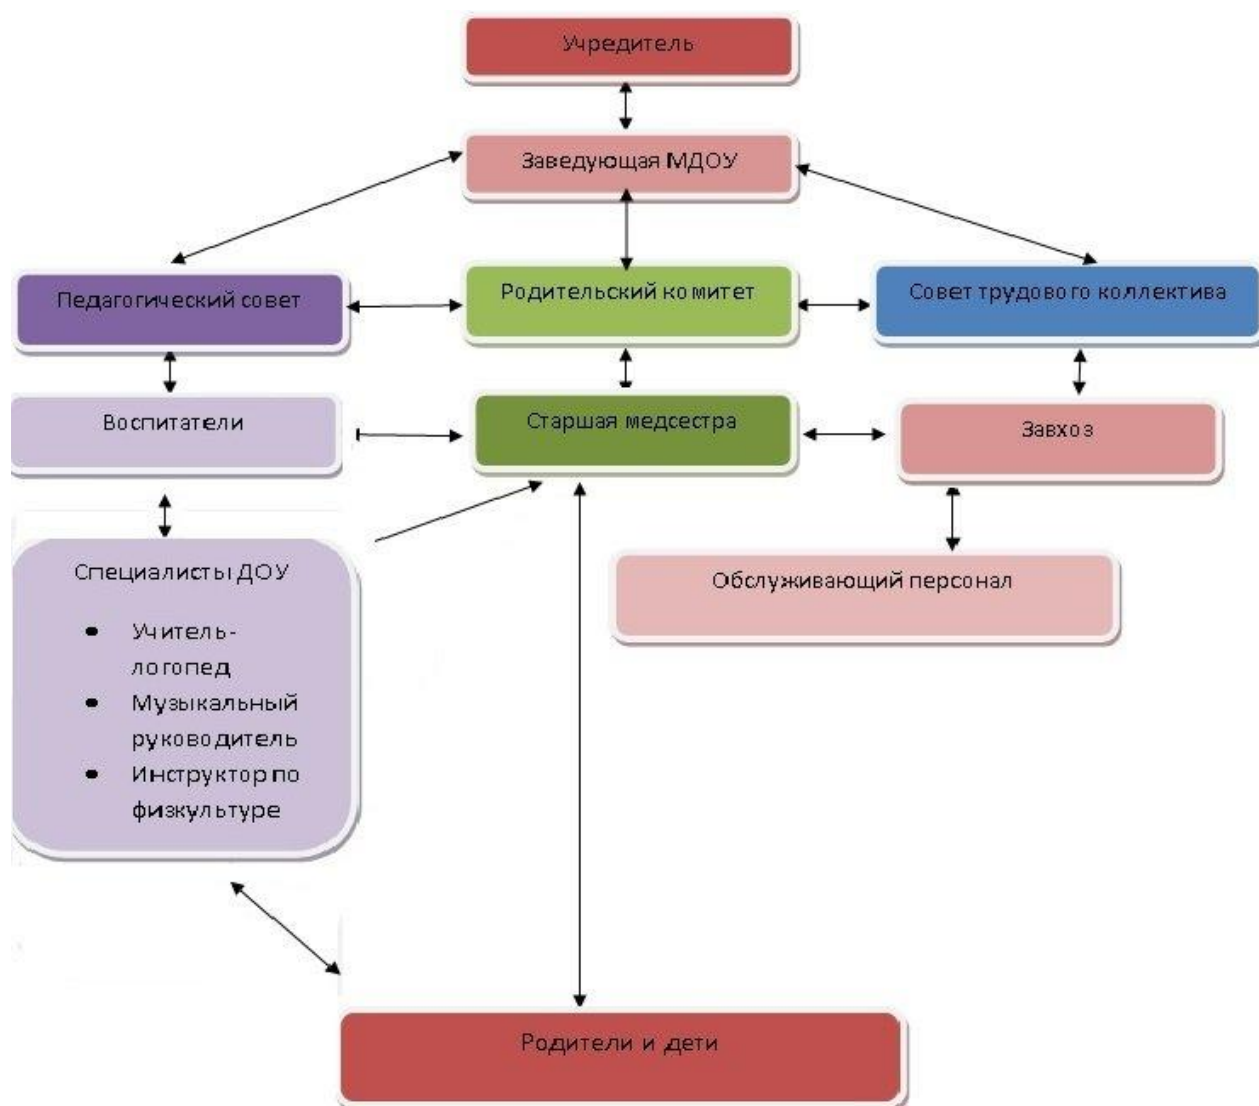 Учредитель
Заведующая МДОУ
Педагогический совет
Родительский комитет
Совет трудового коллектива
Воспитатели
Старшая медсестра
Завхоз
Специалисты ДОУ
Обслуживающий персонал
• Учитель-
логопед
• Музыкальный
руководитель
• Инструктор по
физкультуре
Родители и дети